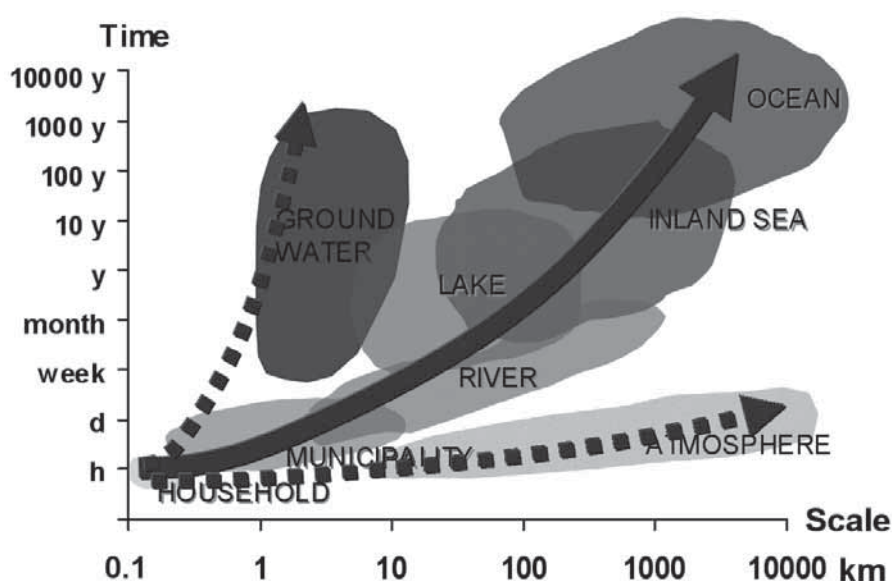 Time
10000 y
1000 y
100 y
10 y
y
month
week
d
h
OCEAN
GROUND
WATER
INLAND SEA
LAKE
RIVER
MUNICIPALITY
ATMOSPHERE
HOUSEHOLD
Scale
0.1 1 10 100 1000 10000 km